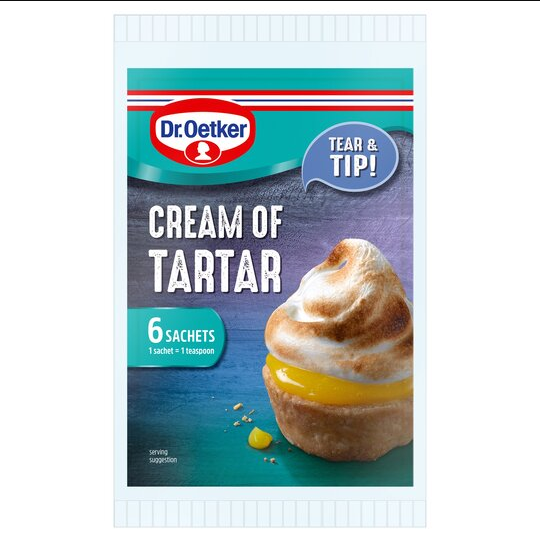 Dr.Oetker
TEAR &
TIP!
CREAM OF
TARTAR
6 SACHETS
1 sachet = 1 teaspoon
serving
suggestion